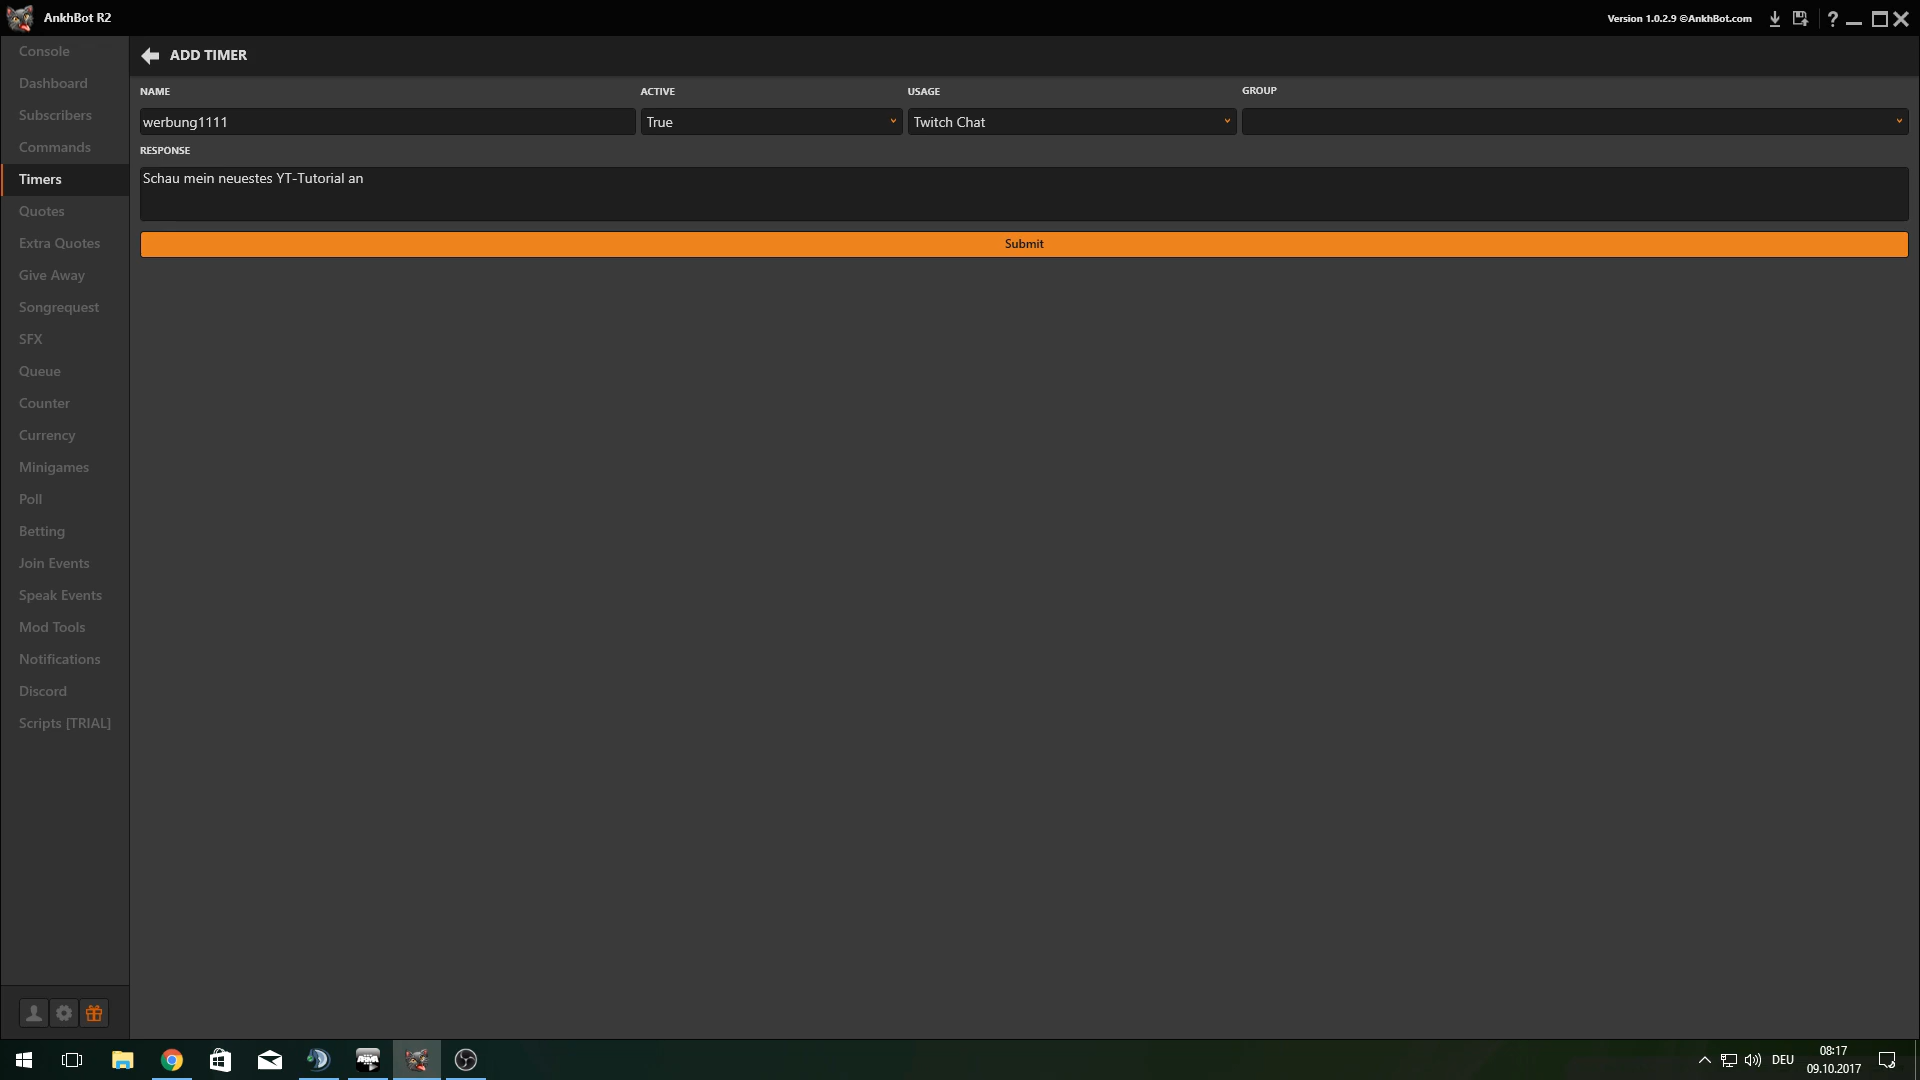 AnkhBot R2
Version 1.0.2.9 ©AnkhBot.com
Console
Dashboard
Subscribers
Commands
Timers
Quotes
Extra Quotes
Give Away
Songrequest
SFX
Queue
Counter
Currency
Minigames
Poll
Betting
Join Events
Speak Events
Mod Tools
Notifications
Discord
Scripts [TRIAL]
ADD TIMER
NAME
ACTIVE
USAGE
GROUP
werbung1111
True
Twitch Chat
RESPONSE
Schau mein neuestes YT-Tutorial an
Submit
DEU
08:17
09.10.2017